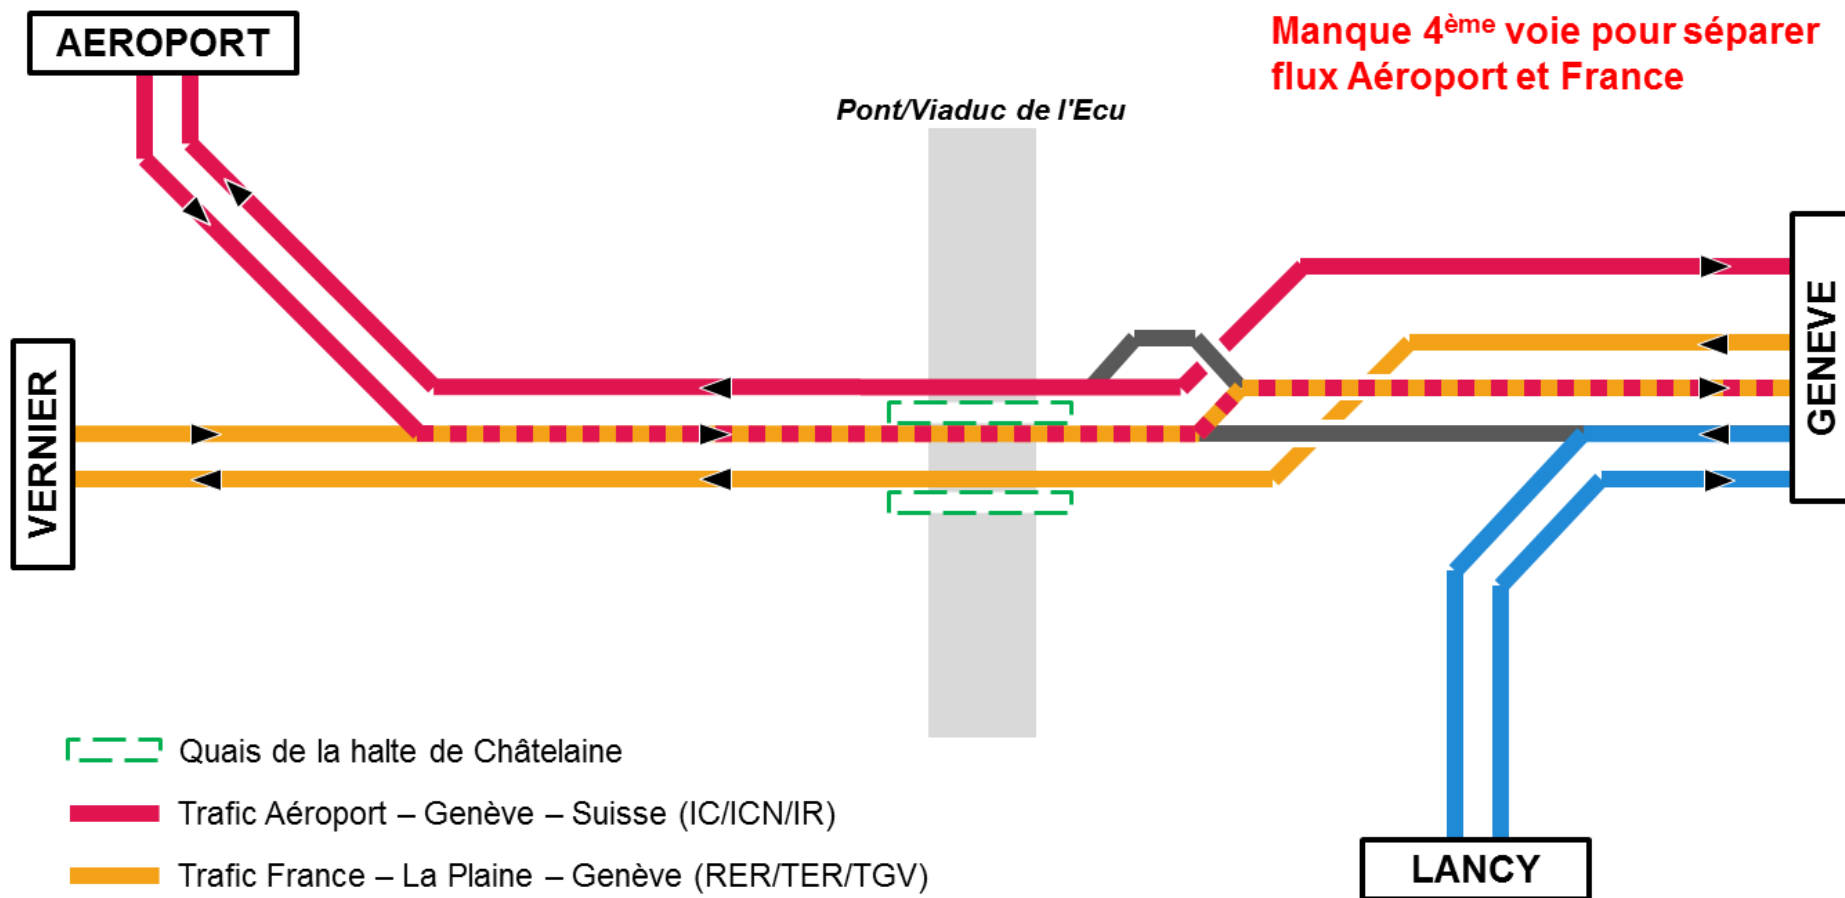 AEROPORT
Manque 4ème voie pour séparer
flux Aéroport et France
Pont/Viaduc de l'Ecu
GENEVE
VERNIER
Quais de la halte de Châtelaine
Trafic Aéroport – Genève – Suisse (IC/ICN/IR)
Trafic France – La Plaine – Genève (RER/TER/TGV)
LANCY